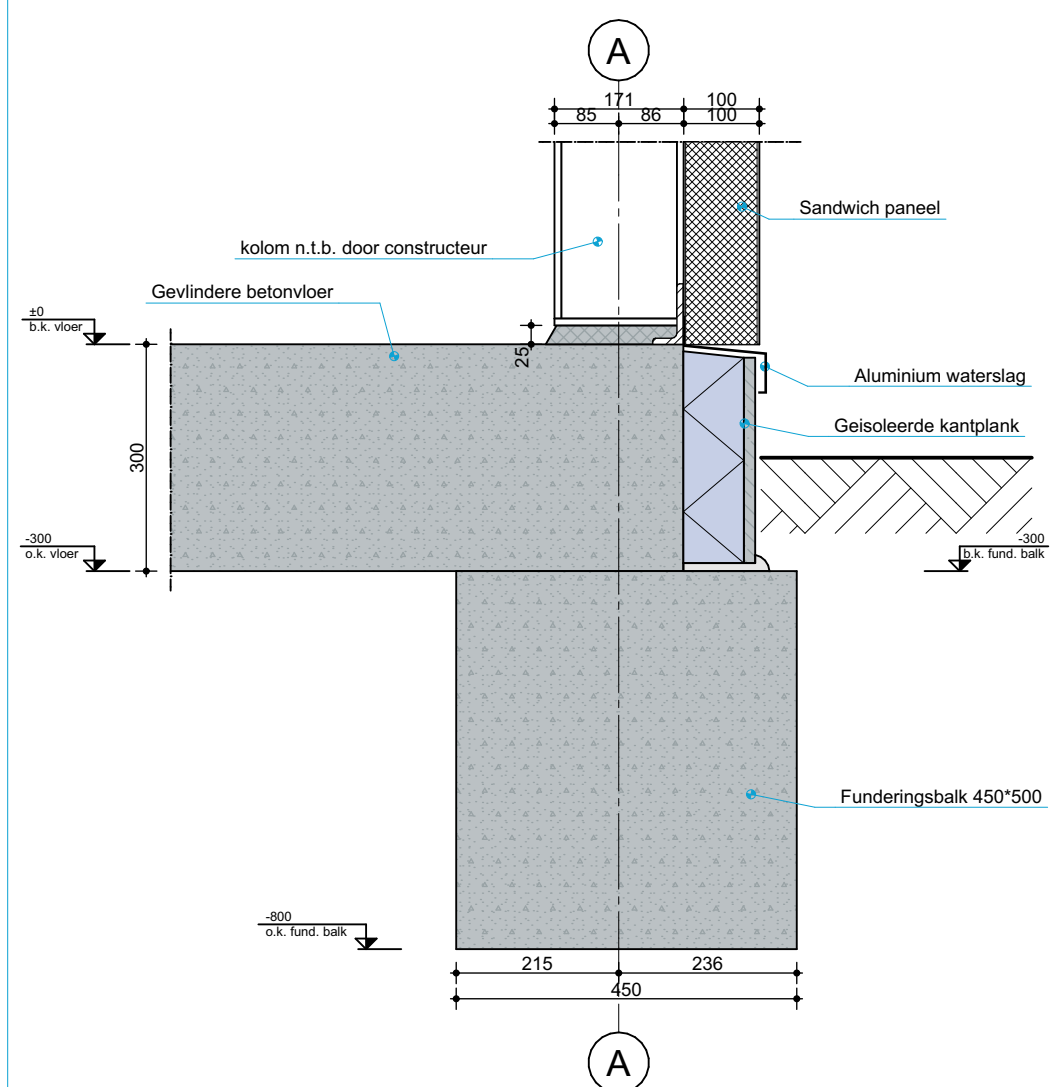 A
171
100
85
86
100
Sandwich paneel
kolom n.t.b. door constructeur
Gevlindere betonvloer
±0
b.k. vloer
25
Aluminium waterslag
Geisoleerde kantplank
300
-300
o.k. vloer
-300
b.k. fund. balk
Funderingsbalk 450*500
-800
o.k. fund. balk
215
236
450
A